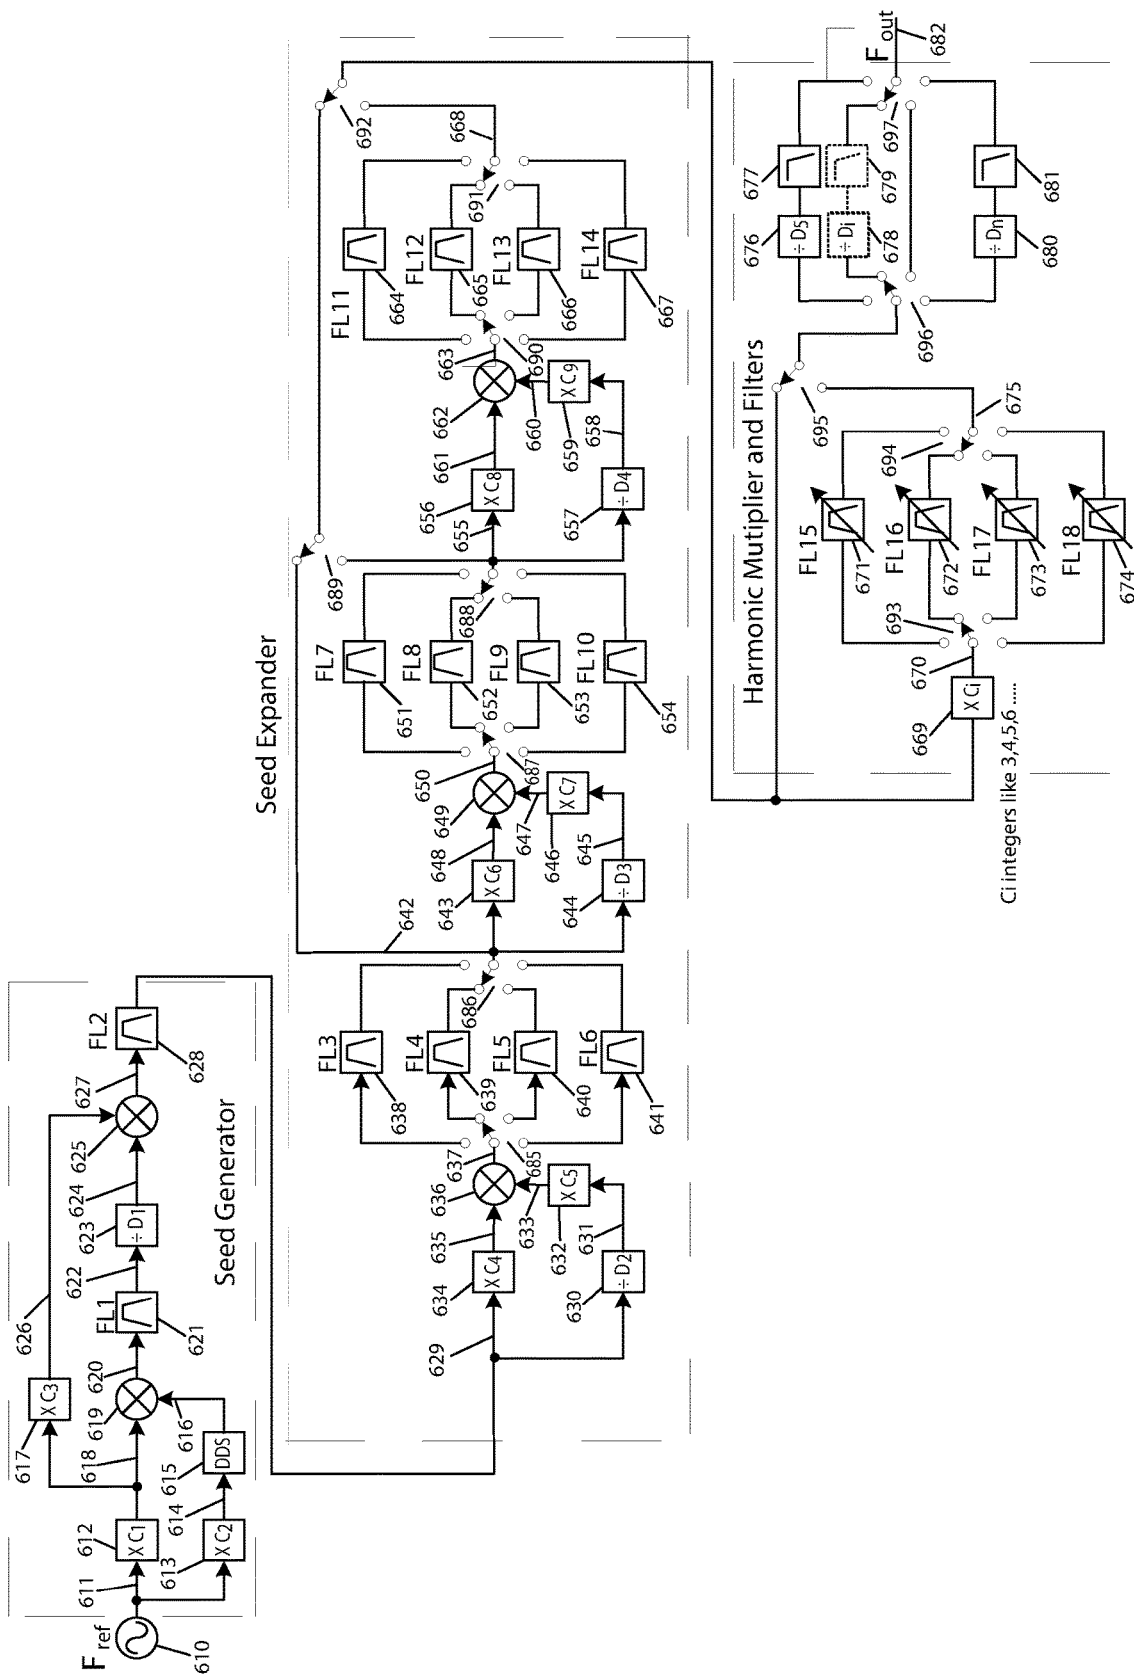 F ref
610
611
612
X C1
613
X C2
614
615
DDS
616
617
X C3
618
619
620
FL1
621
622
623
÷ D1
624
625
626
627
FL2
628
Seed Generator
Seed Expander
629
630
÷ D2
631
632
X C5
633
634
X C4
635
636
637
685
FL3
638
FL4
639
FL5
640
FL6
641
686
642
643
X C6
644
÷ D3
645
646
X C7
647
648
649
650
687
FL7
651
FL8
652
FL9
653
FL10
654
688
689
655
656
X C8
657
÷ D4
658
659
X C9
660
661
662
663
690
FL11
664
FL12
665
FL13
666
FL14
667
691
668
692
Harmonic Mutiplier and Filters
669
X Ci
Ci integers like 3,4,5,6 .....
670
693
FL15
671
FL16
672
FL17
673
FL18
674
694
675
695
696
676
÷ D5
677
678
÷ Di
679
680
÷ Dn
681
697
F out
682